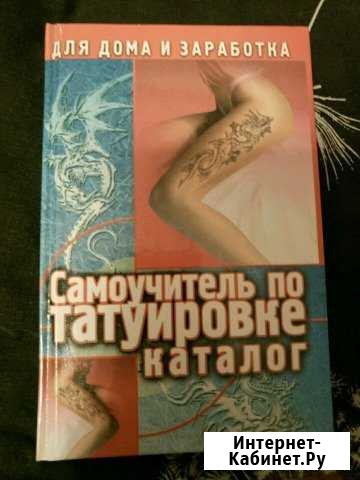 ДЛЯ ДОМА И ЗАРАБОТКА
Самоучитель по
татуировке
каталог
Интернет-
Кабинет.Ру